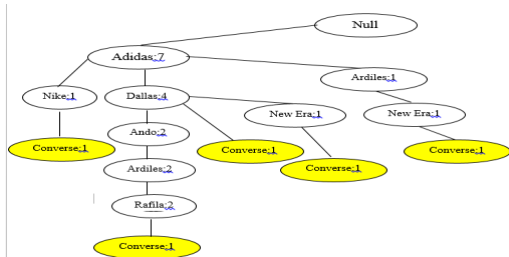 Null
Adidas;7
Ardiles;1
Nike;1
Dallas;4
New Era;1
New Era;1
Ando;2
Converse;1
Converse;1
Converse;1
Converse;1
Ardiles;2
Rafila;2
Converse;1